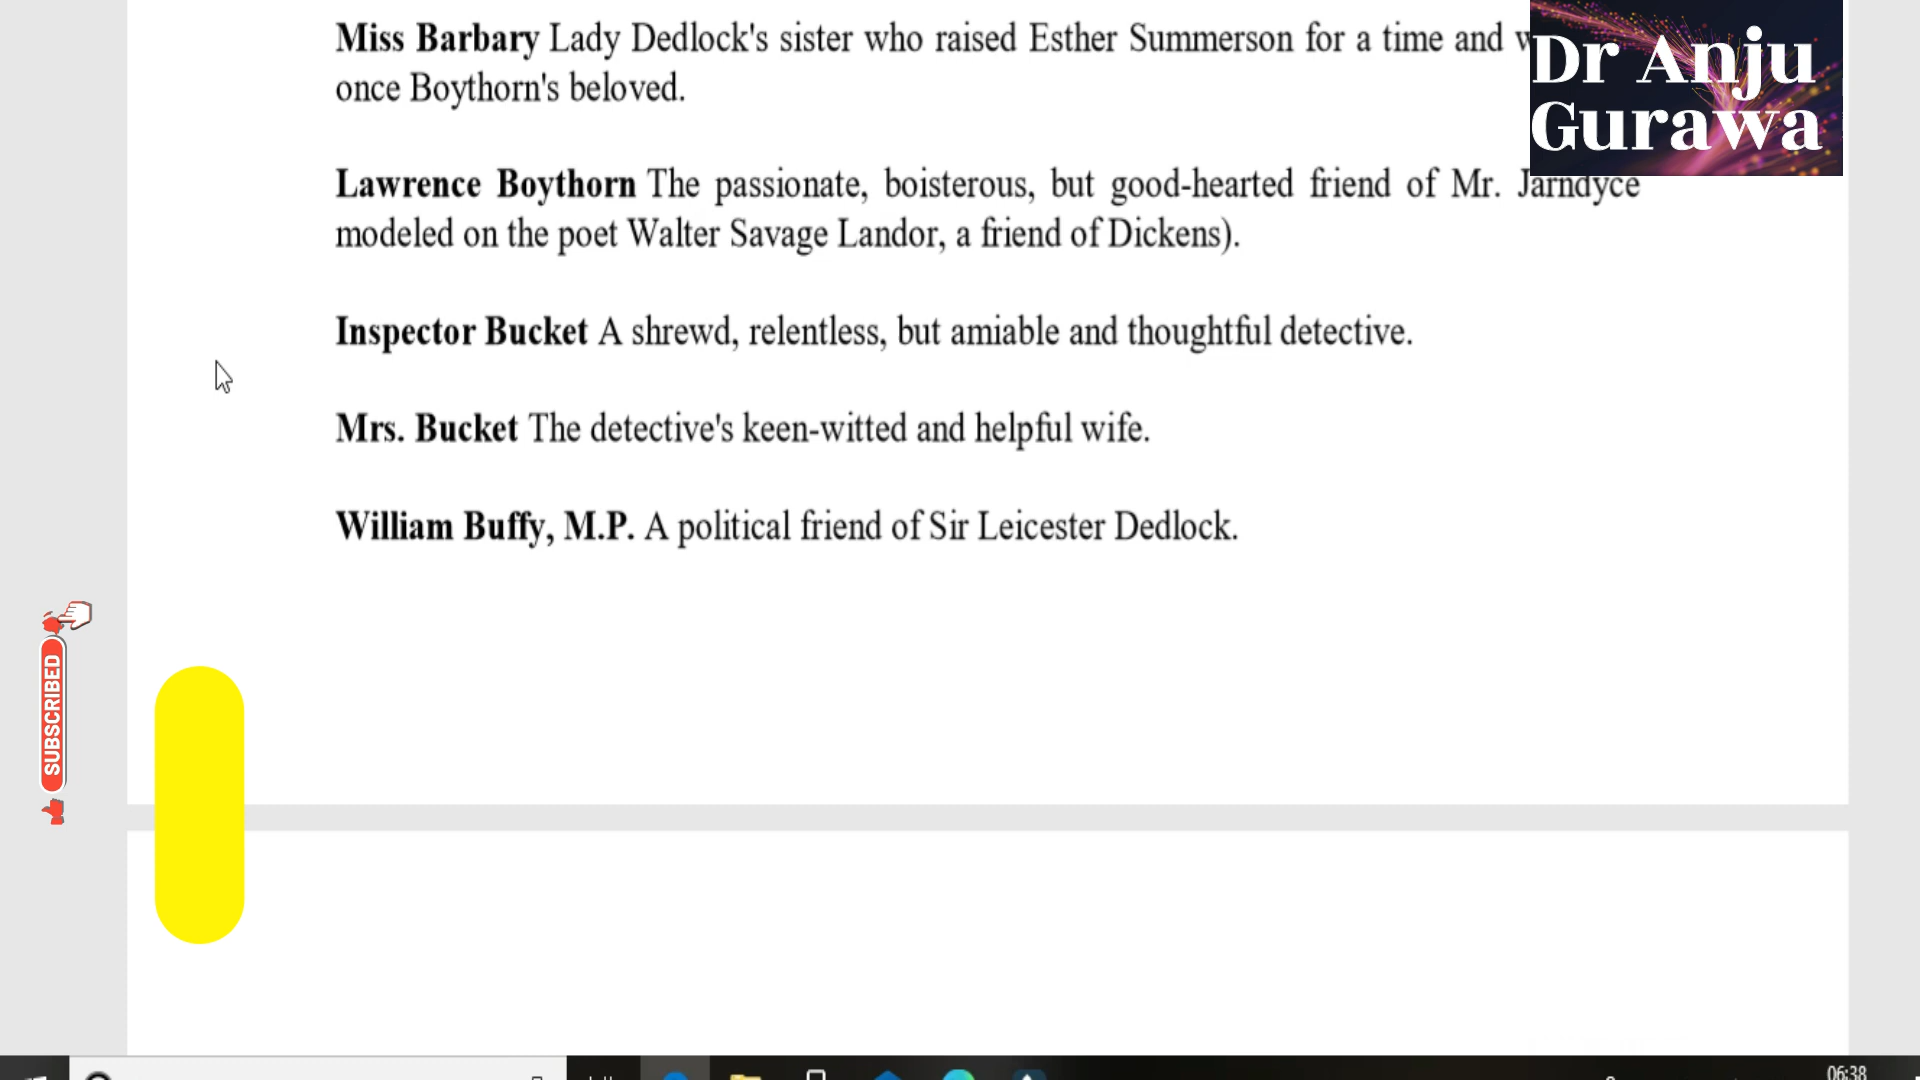 Miss Barbary Lady Dedlock's sister who raised Esther Summerson for a time and
once Boythorn's beloved.
Dr Anju
Gurawa
Lawrence Boythorn The passionate, boisterous, but good-hearted friend of Mr. Jarndyce
modeled on the poet Walter Savage Landor, a friend of Dickens).
Inspector Bucket A shrewd, relentless, but amiable and thoughtful detective.
Mrs. Bucket The detective's keen-witted and helpful wife.
William Buffy, M.P. A political friend of Sir Leicester Dedlock.
SUBSCRIBED
06:38